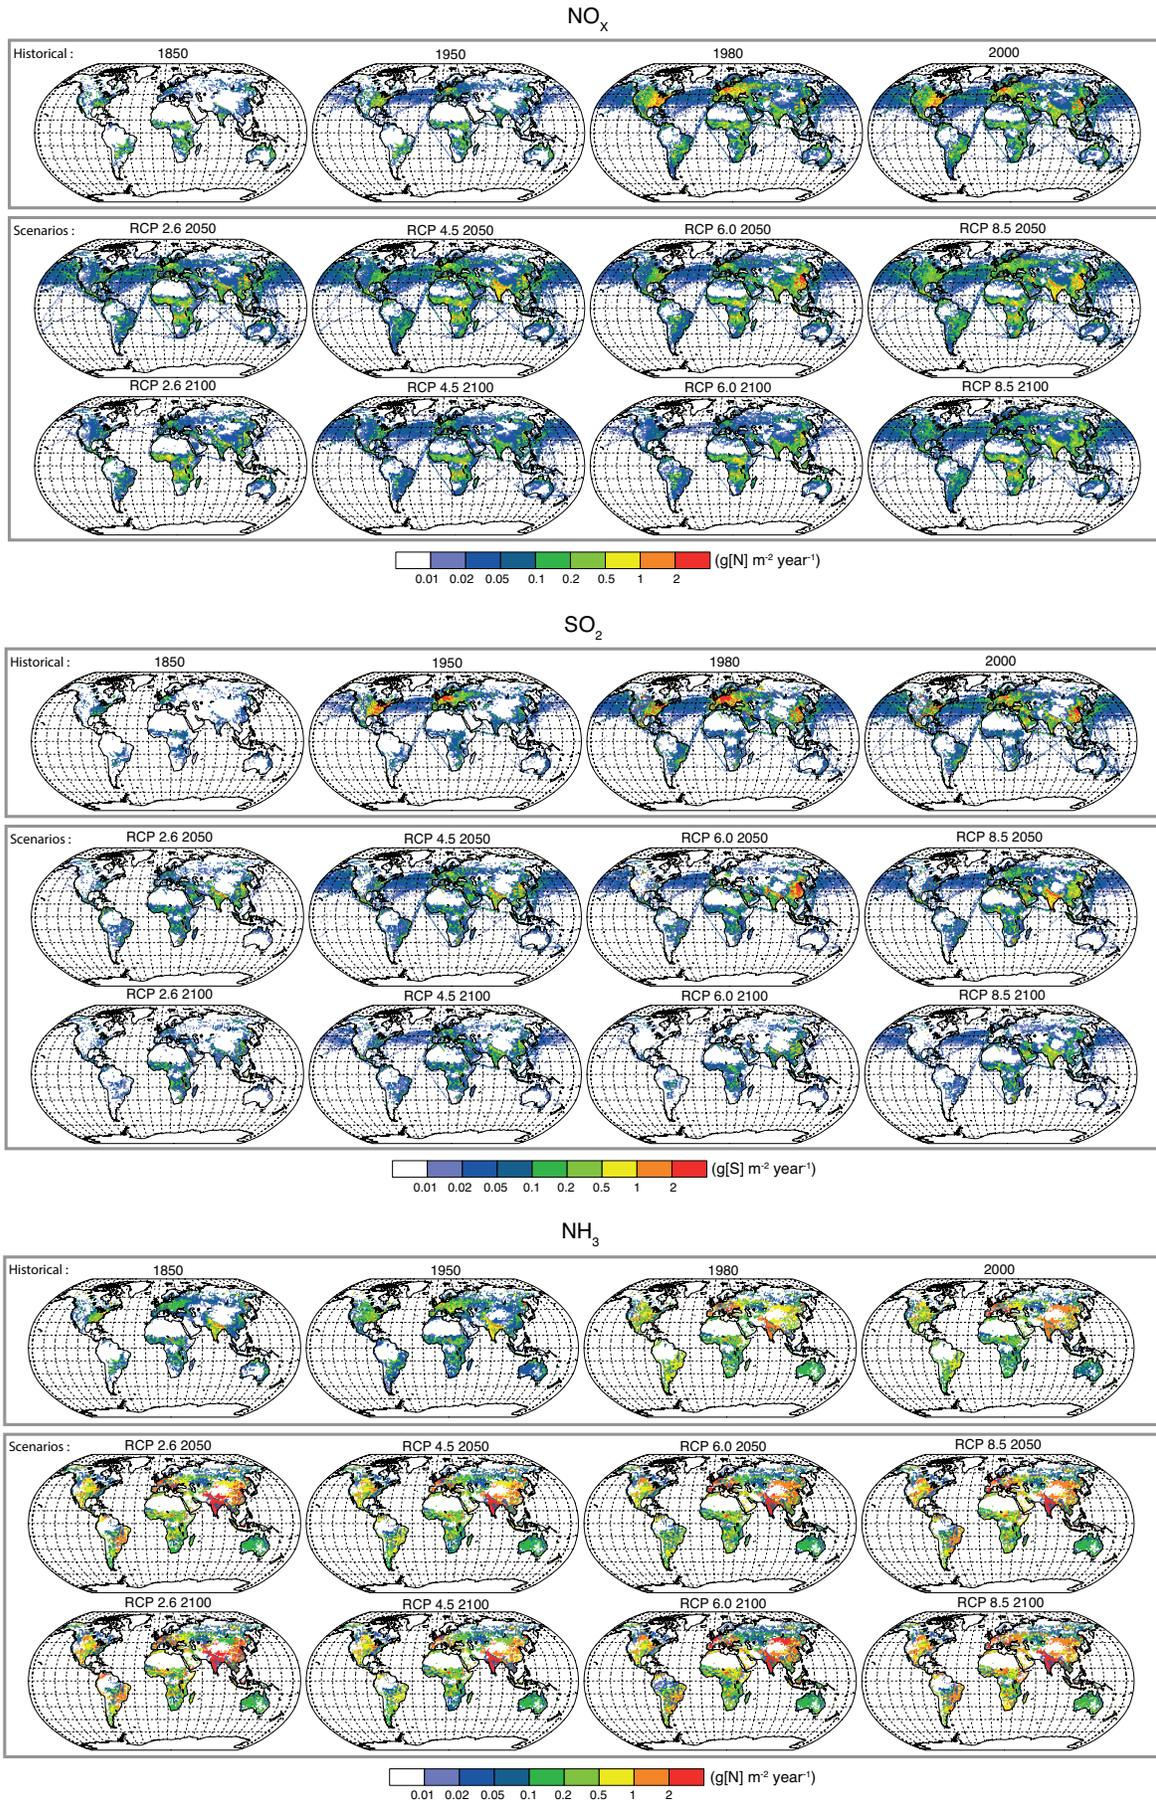 NOX
Historical : 1850 1950 1980 2000
Scenarios : RCP 2.6 2050 RCP 4.5 2050 RCP 6.0 2050 RCP 8.5 2050
RCP 2.6 2100 RCP 4.5 2100 RCP 6.0 2100 RCP 8.5 2100
(g[N] m-2 year-1)
0.01 0.02 0.05 0.1 0.2 0.5 1 2
SO2
Historical : 1850 1950 1980 2000
Scenarios : RCP 2.6 2050 RCP 4.5 2050 RCP 6.0 2050 RCP 8.5 2050
RCP 2.6 2100 RCP 4.5 2100 RCP 6.0 2100 RCP 8.5 2100
(g[S] m-2 year-1)
0.01 0.02 0.05 0.1 0.2 0.5 1 2
NH3
Historical : 1850 1950 1980 2000
Scenarios : RCP 2.6 2050 RCP 4.5 2050 RCP 6.0 2050 RCP 8.5 2050
RCP 2.6 2100 RCP 4.5 2100 RCP 6.0 2100 RCP 8.5 2100
(g[N] m-2 year-1)
0.01 0.02 0.05 0.1 0.2 0.5 1 2